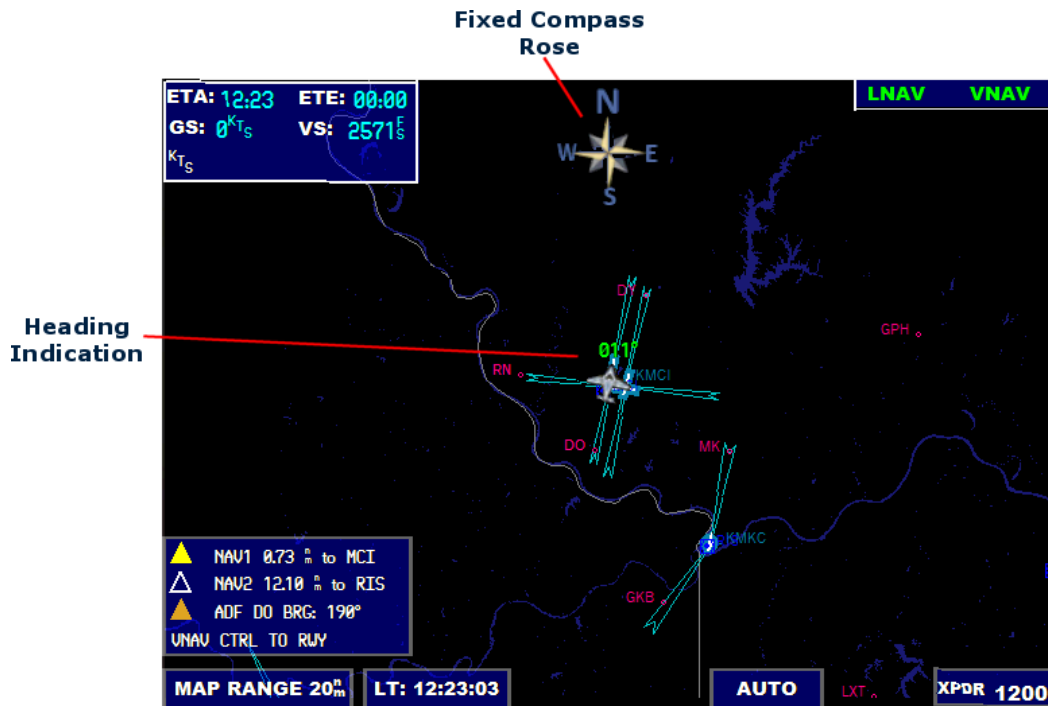 Fixed Compass
Rose
ETA: 12:23 ETE: 00:00
GS: 0KTS VS: 2571FS
KTS
LNAV VNAV
N
W E
S
Heading
Indication
D
GPH
011°
RN
KMCI
DO
MK
KMKC
GKB
NAV1 0.73 nm to MCI
NAV2 12.10 nm to RIS
ADF DO BRG: 190°
VNAV CTRL TO RWY
MAP RANGE 20nm
LT: 12:23:03
AUTO
LXT
XPDR 1200